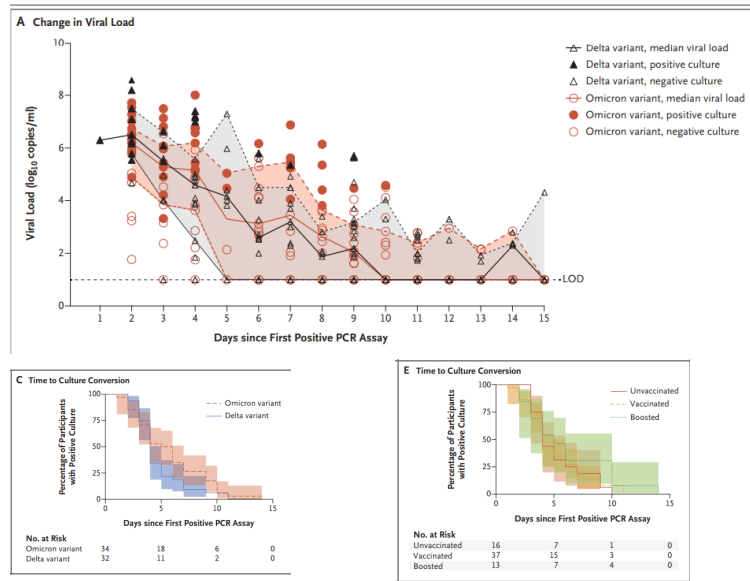 A Change in Viral Load
Viral Load (log10 copies/ml)
10
8
6
4
2
0
1 2 3 4 5 6 7 8 9 10 11 12 13 14 15
Days since First Positive PCR Assay
LOD
Delta variant, median viral load
Delta variant, positive culture
Delta variant, negative culture
Omicron variant, median viral load
Omicron variant, positive culture
Omicron variant, negative culture
C Time to Culture Conversion
Percentage of Participants
with Positive Culture
100
75
50
25
0
0 5 10 15
Omicron variant
Delta variant
Days since First Positive PCR Assay
No. at Risk
Omicron variant 34 18 6 0
Delta variant 32 11 2 0
E Time to Culture Conversion
Percentage of Participants
with Positive Culture
100
75
50
25
0
0 5 10 15
Unvaccinated
Vaccinated
Boosted
Days since First Positive PCR Assay
No. at Risk
Unvaccinated 16 7 1 0
Vaccinated 37 15 3 0
Boosted 13 7 4 0